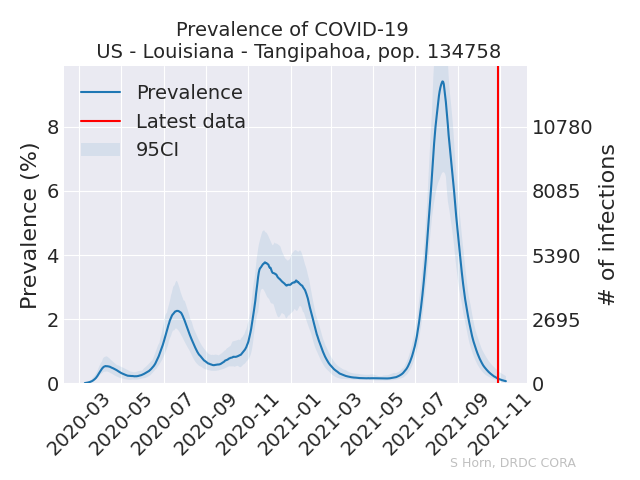 Prevalence of COVID-19
US - Louisiana - Tangipahoa, pop. 134758
Prevalence
Latest data
95CI
Prevalence (%)
8
6
4
2
0
10780
8085
5390
2695
0
# of infections
2020-03
2020-05
2020-07
2020-09
2020-11
2021-01
2021-03
2021-05
2021-07
2021-09
2021-11
S Horn, DRDC CORA